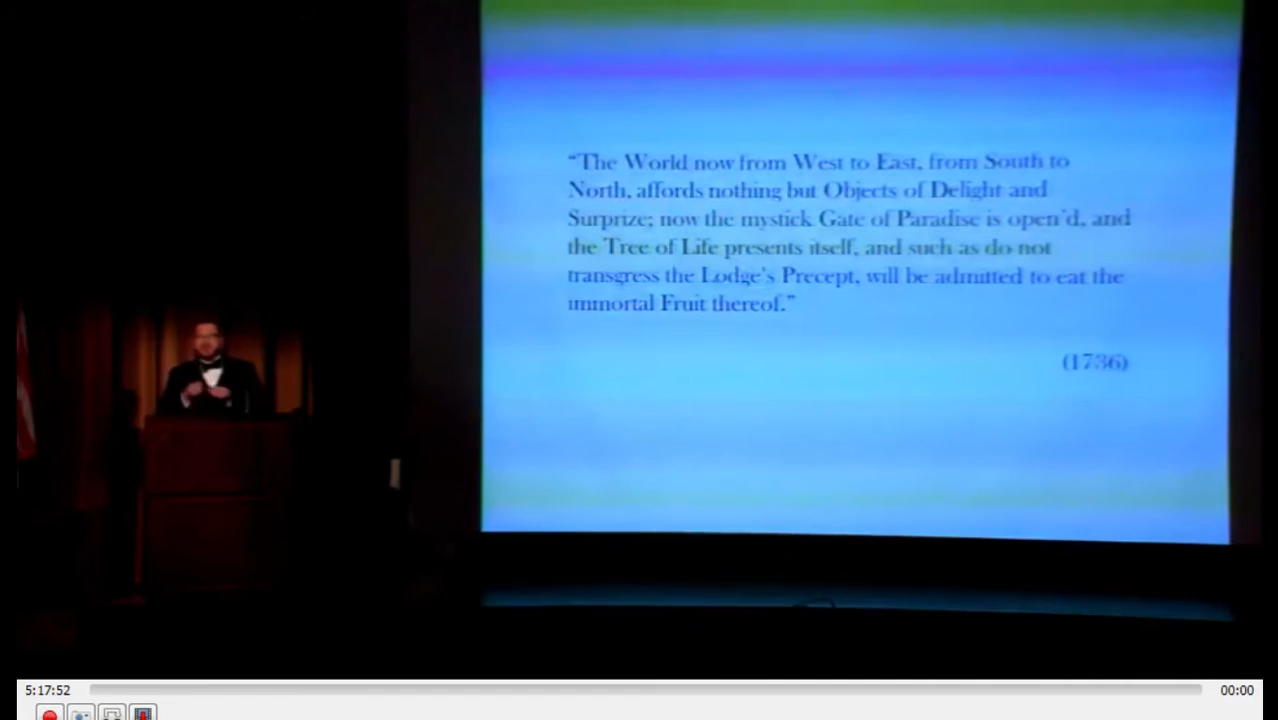 “The World now from West to East, from South to
North, affords nothing but Objects of Delight and
Surprize; now the mystick Gate of Paradise is open'd, and
the Tree of Life presents itself, and such as do not
transgress the Lodge's Precept, will be admitted to eat the
immortal Fruit thereof.”
(1736)
5:17:52
00:00